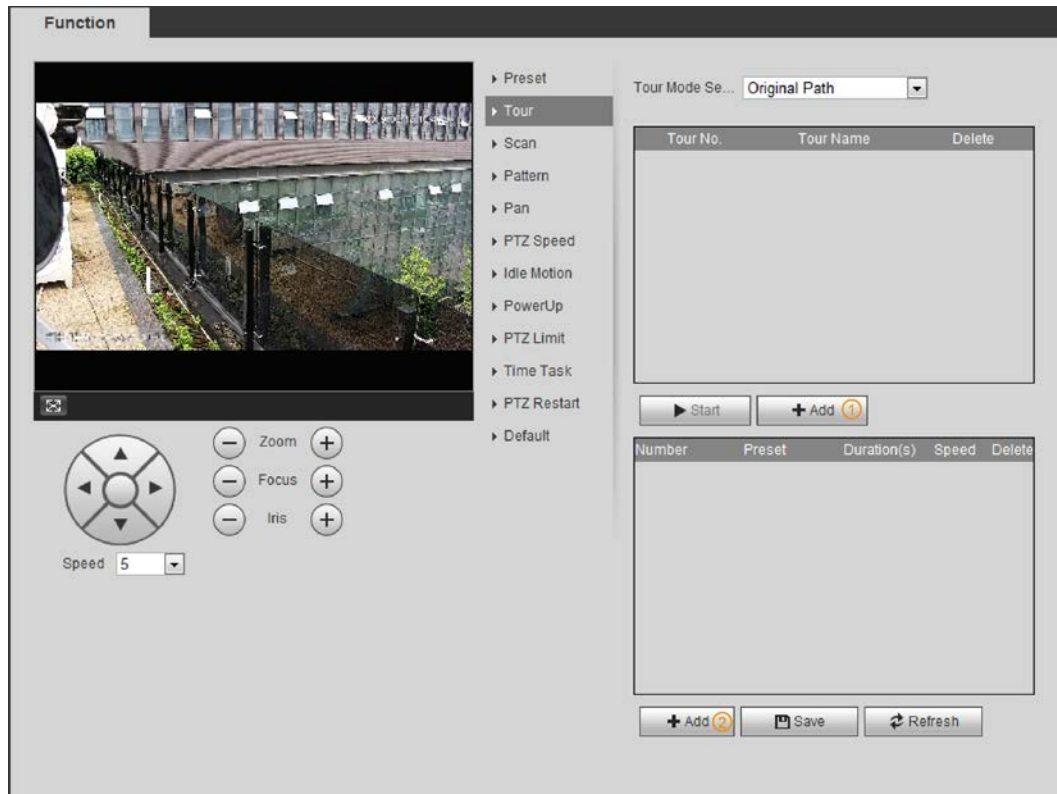 Function
Preset
Tour
Scan
Pattern
Pan
PTZ Speed
Idle Motion
PowerUp
PTZ Limit
Time Task
PTZ Restart
Default
Zoom
Focus
Iris
Speed 5
Tour Mode Se... Original Path
Tour No. Tour Name Delete
Start Add 1
Number Preset Duration(s) Speed Delete
Add 2 Save Refresh